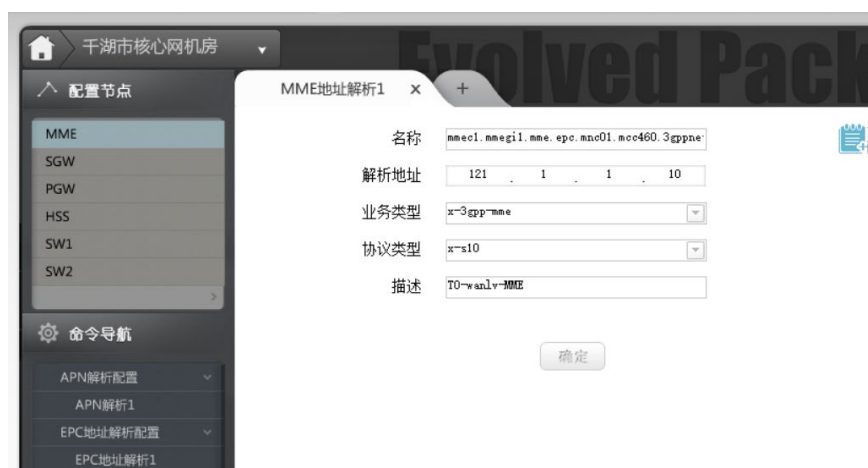 千湖市核心网机房
Evolved Pack
配置节点
MME地址解析1 x +
MME
SGW
PGW
HSS
SW1
SW2
名称 mmec1.mmegi1.mme.epc.mnc01.mcc460.3gppne
解析地址 121 . 1 . 1 . 10
业务类型 x-3gpp-mme
协议类型 x-s10
描述 TO-wanlv-MME
确定
命令导航
APN解析配置
APN解析1
EPC地址解析配置
EPC地址解析1